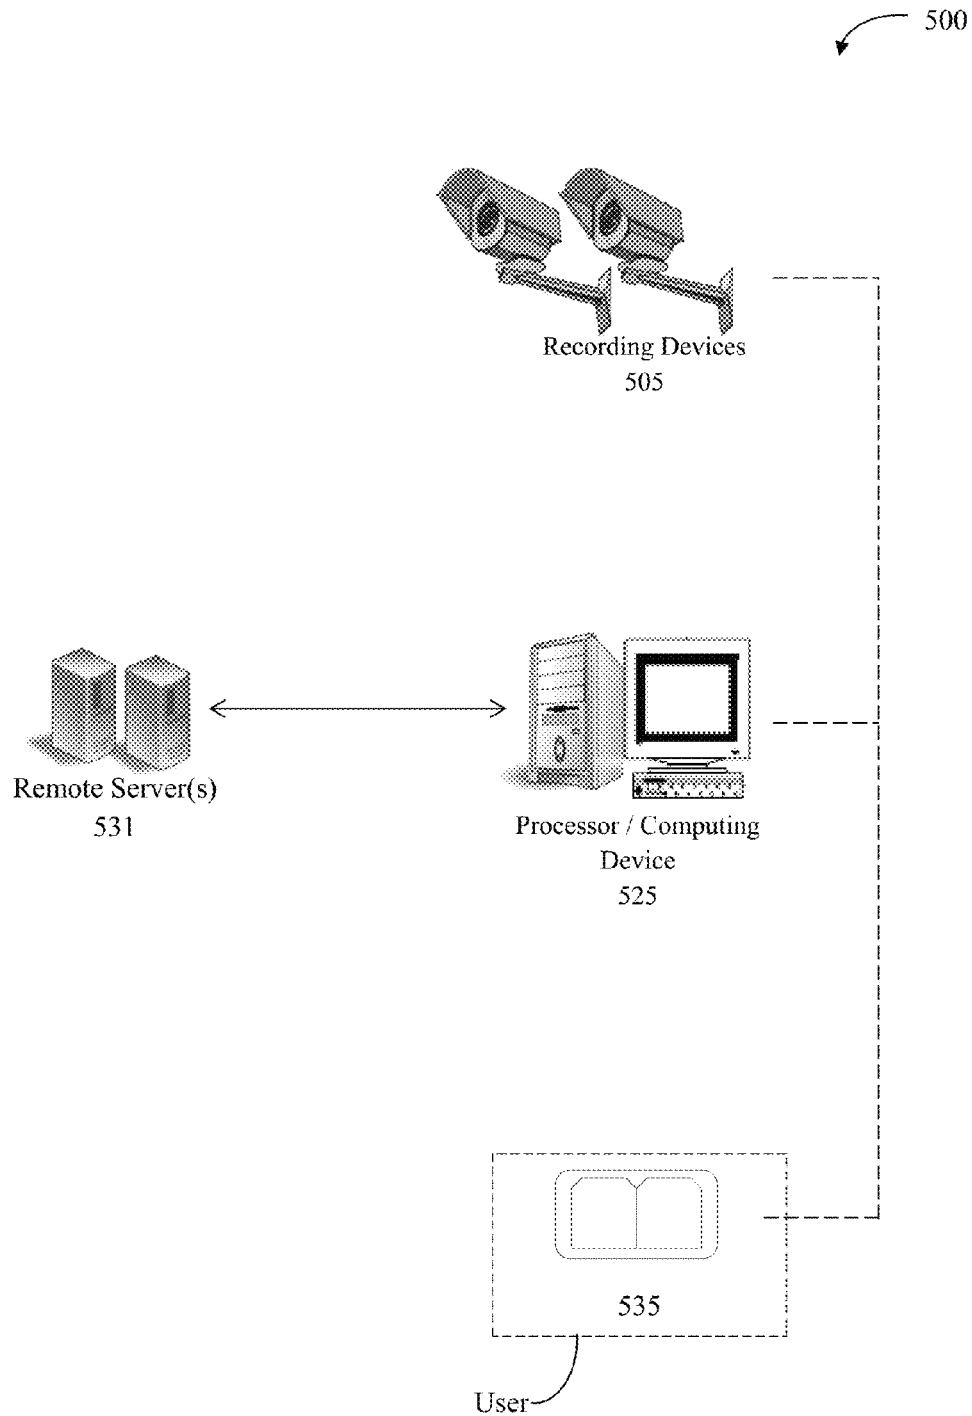 500
Recording Devices
505
Remote Server(s)
531
Processor / Computing
Device
525
535
User